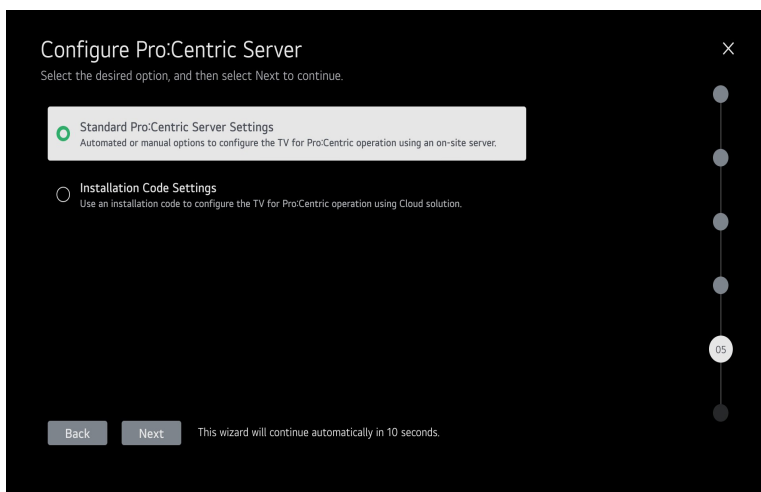 Configure Pro:Centric Server
Select the desired option, and then select Next to continue.
Standard Pro:Centric Server Settings
Automated or manual options to configure the TV for Pro:Centric operation using an on-site server.
Installation Code Settings
Use an installation code to configure the TV for Pro:Centric operation using Cloud solution.
05
Back Next This wizard will continue automatically in 10 seconds.